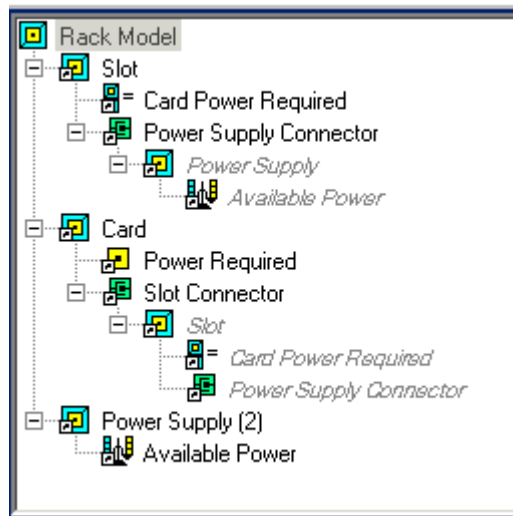 Rack Model
Slot
= Card Power Required
Power Supply Connector
Power Supply
Available Power
Card
Power Required
Slot Connector
Slot
= Card Power Required
Power Supply Connector
Power Supply (2)
Available Power